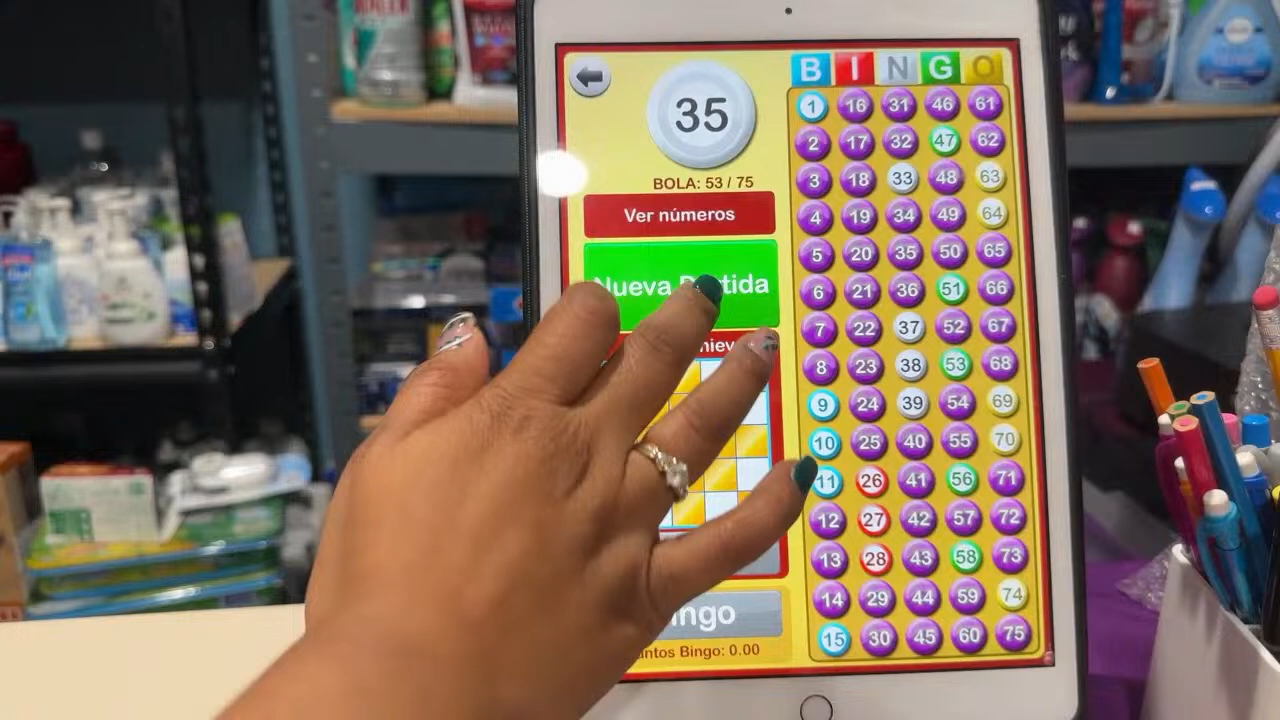 B I N G O
35
BOLA: 53 / 75
Ver números
Nueva
Puntos Bingo: 0.00
1 16 31 46 61
2 17 32 47 62
3 18 33 48 63
4 19 34 49 64
5 20 35 50 65
6 21 36 51 66
7 22 37 52 67
8 23 38 53 68
9 24 39 54 69
10 25 40 55 70
11 26 41 56 71
12 27 42 57 72
13 28 43 58 73
14 29 44 59 74
15 30 45 60 75